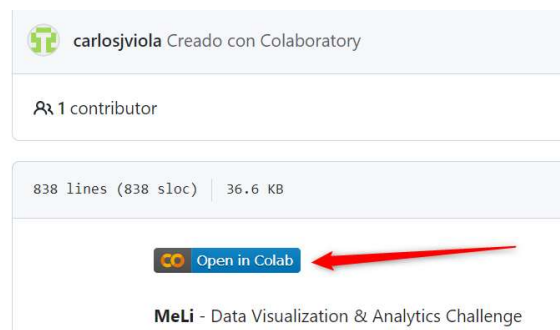 carlosjviola Creado con Colaboratory
1 contributor
838 lines (838 sloc) 36.6 KB
CO Open in Colab
MeLi - Data Visualization & Analytics Challenge